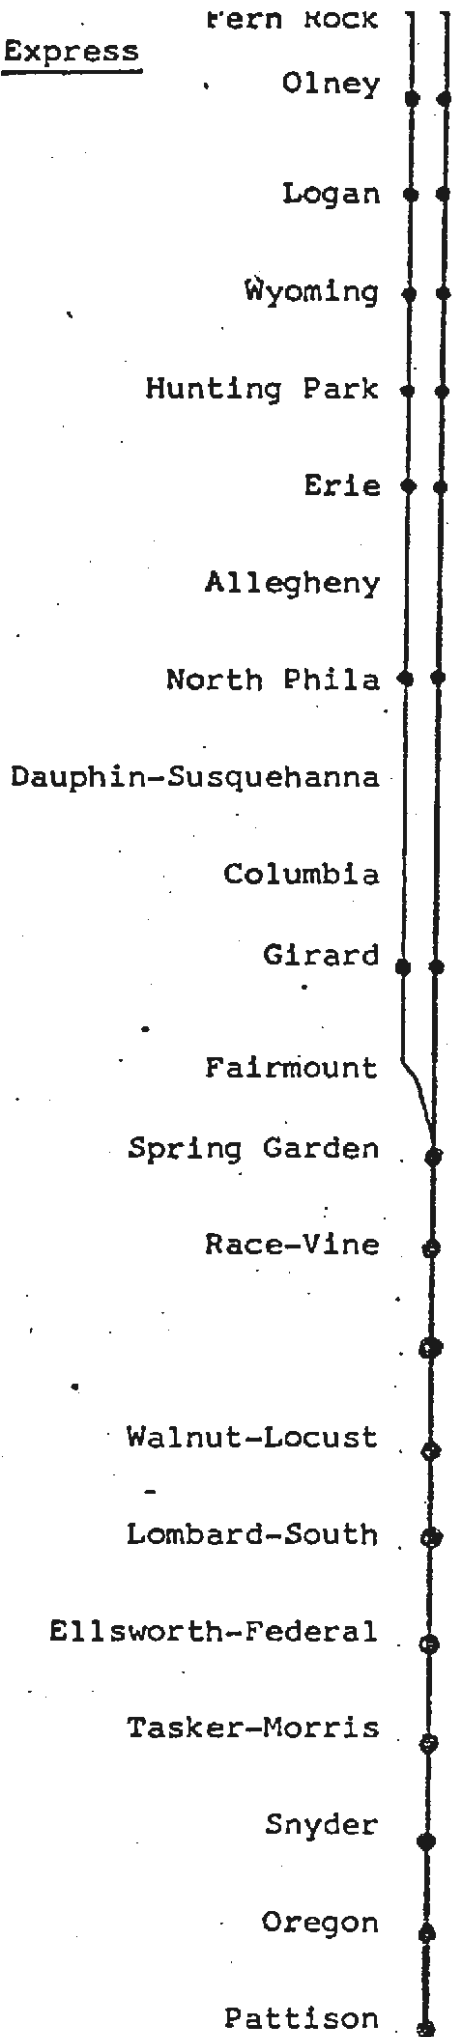 Fern Rock
Express
Olney
Logan
Wyoming
Hunting Park
Erie
Allegheny
North Phila
Dauphin-Susquehanna
Columbia
Girard
Fairmount
Spring Garden
Race-Vine
Walnut-Locust
Lombard-South
Ellsworth-Federal
Tasker-Morris
Snyder
Oregon
Pattison